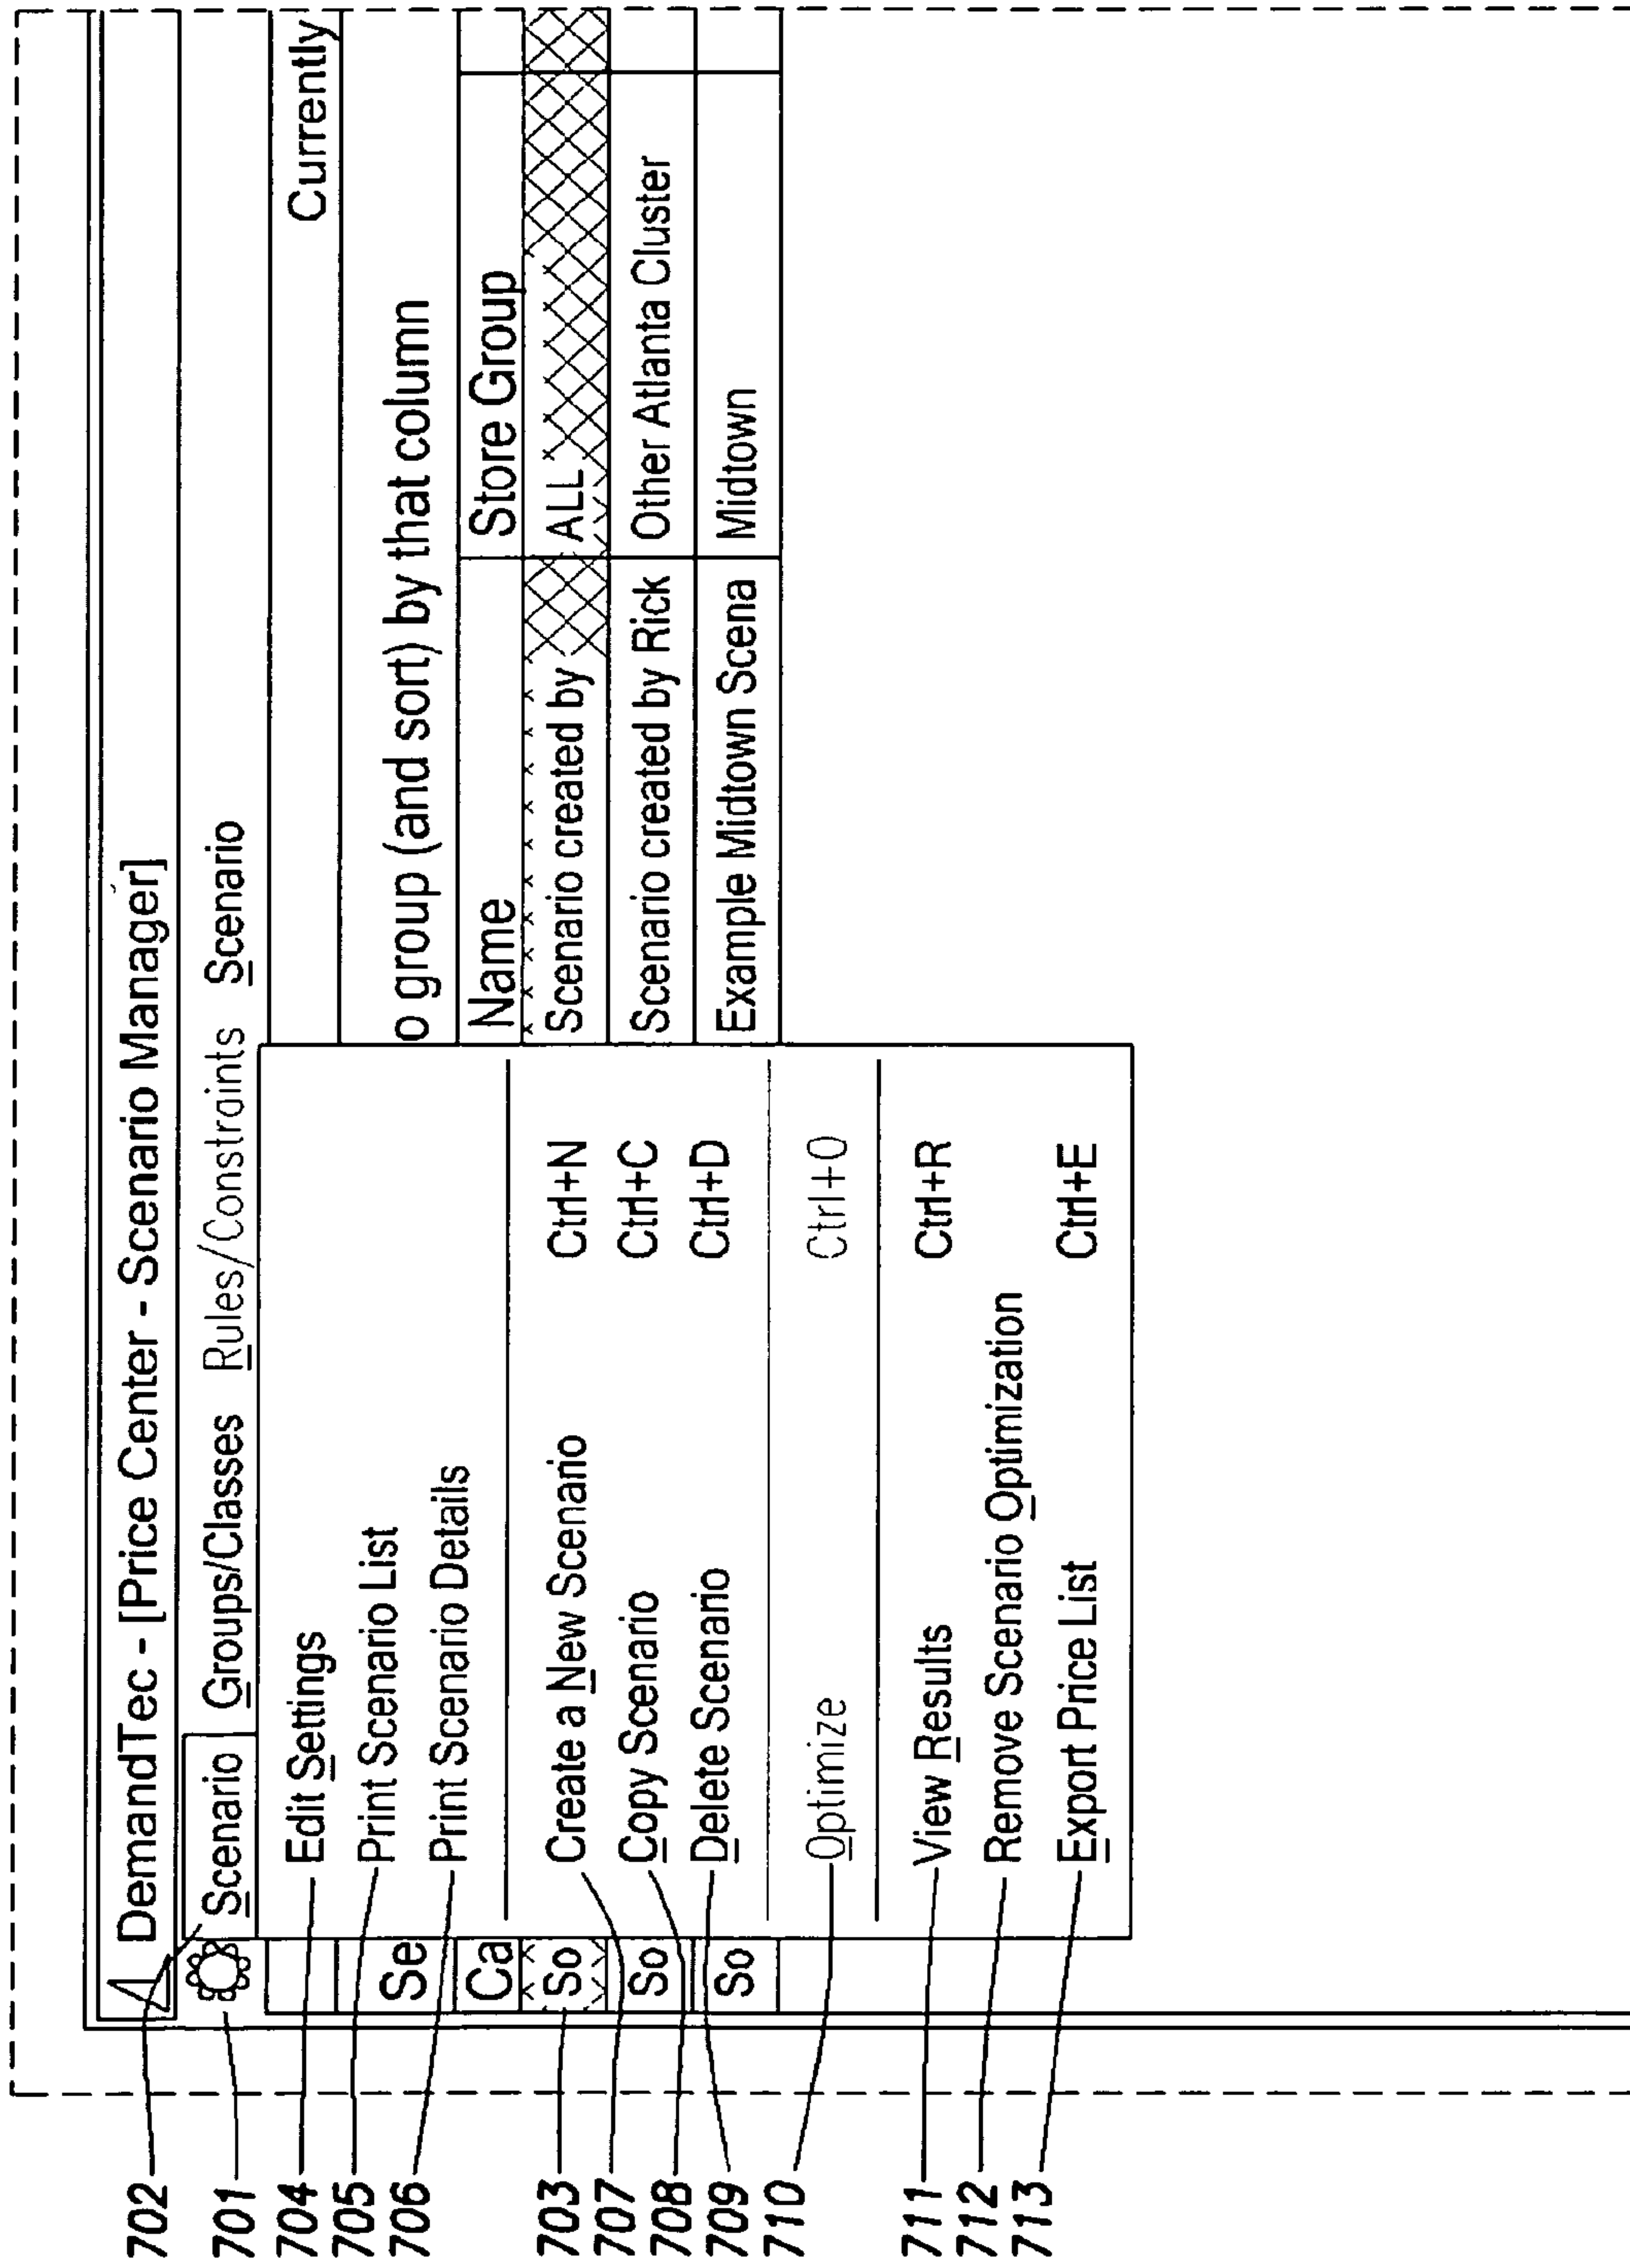 DemandTec - [Price Center - Scenario Manager]
Scenario Groups/Classes Rules/Constraints Scenario
Currently
Se
o group (and sort) by that column
Ca Name Store Group
So Scenario created by ALL
So Scenario created by Rick Other Atlanta Cluster
So Example Midtown Scena Midtown
Edit Settings
Print Scenario List
Print Scenario Details
Create a New Scenario Ctrl+N
Copy Scenario Ctrl+C
Delete Scenario Ctrl+D
Optimize Ctrl+O
View Results Ctrl+R
Remove Scenario Optimization
Export Price List Ctrl+E
702
701
704
705
706
703
707
708
709
710
711
712
713